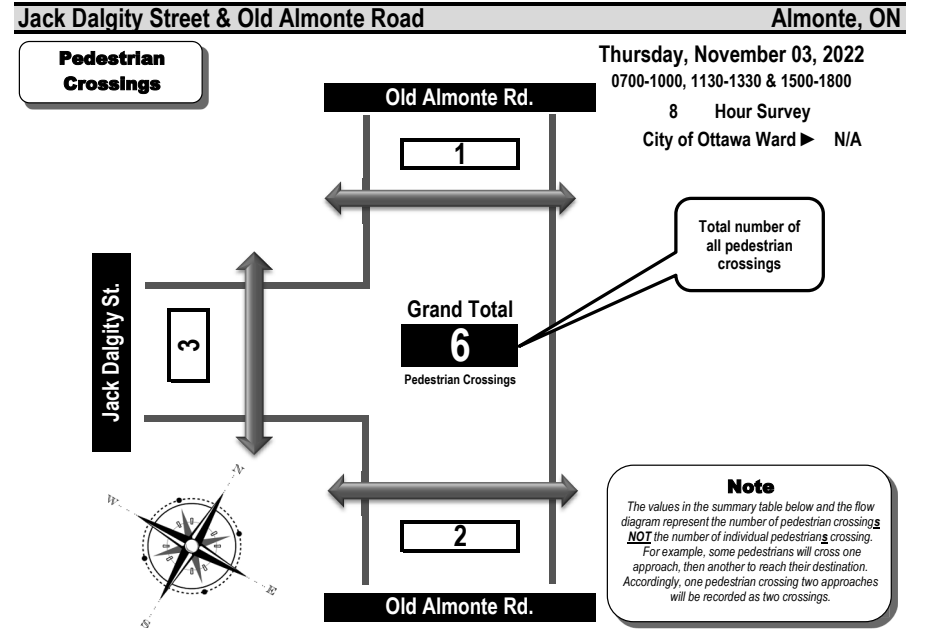 Jack Dalgity Street & Old Almonte Road
Almonte, ON
Pedestrian
Crossings
Thursday, November 03, 2022
0700-1000, 1130-1330 & 1500-1800
8 Hour Survey
City of Ottawa Ward ► N/A
Old Almonte Rd.
1
Total number of
all pedestrian
crossings
Jack Dalgity St.
3
Grand Total
6
Pedestrian Crossings
N
W
E
S
2
Old Almonte Rd.
Note
The values in the summary table below and the flow
diagram represent the number of pedestrian crossings
NOT the number of individual pedestrians crossing.
For example, some pedestrians will cross one
approach, then another to reach their destination.
Accordingly, one pedestrian crossing two approaches
will be recorded as two crossings.